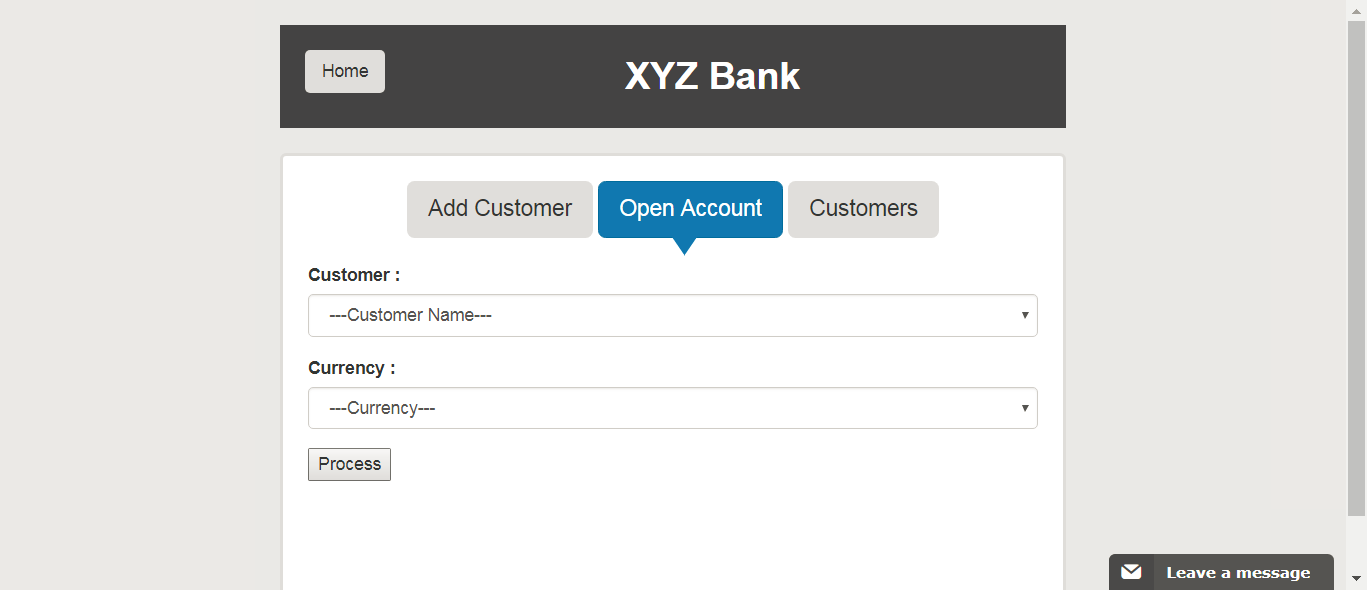 Home
XYZ Bank
Add Customer
Open Account
Customers
Customer :
---Customer Name---
Currency :
---Currency---
Process
Leave a message